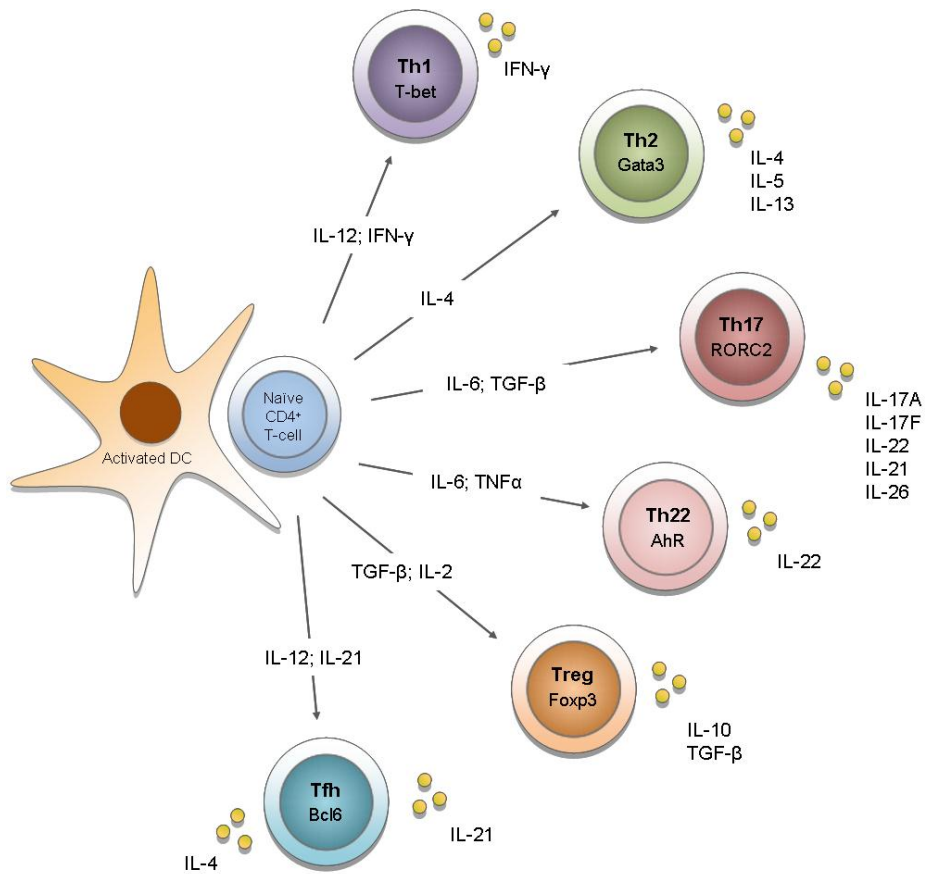 Th1
T-bet
IFN-γ
Th2
Gata3
IL-4
IL-5
IL-13
IL-12; IFN-γ
IL-4
Th17
RORC2
IL-6; TGF-β
IL-17A
IL-17F
IL-22
IL-21
IL-26
Naïve
CD4+
T-cell
Activated DC
IL-6; TNFα
Th22
AhR
IL-22
TGF-β; IL-2
IL-12; IL-21
Treg
Foxp3
IL-10
TGF-β
Tfh
Bcl6
IL-21
IL-4